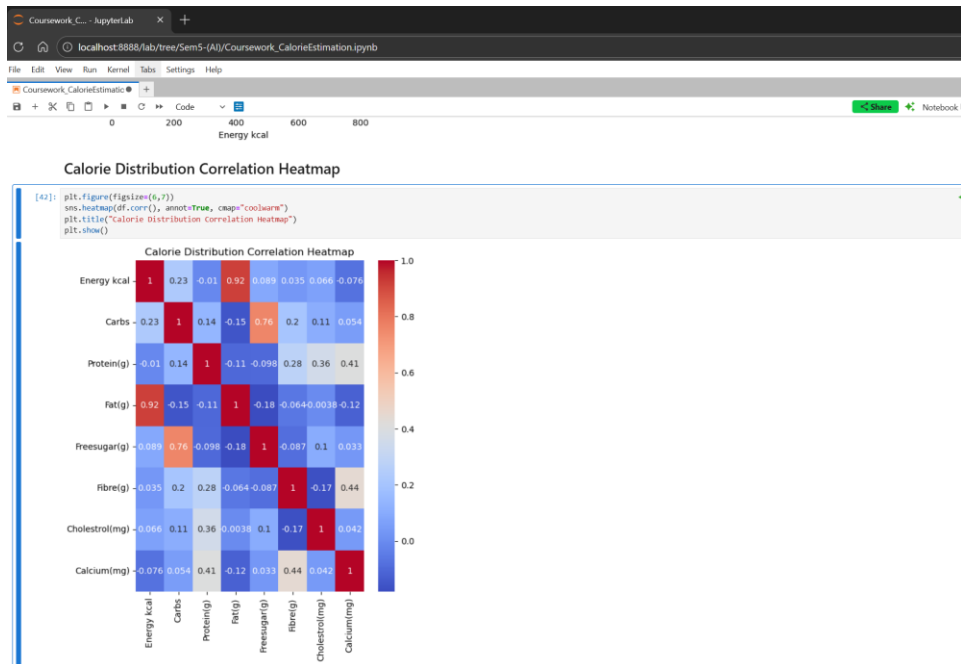 Coursework_C... - JupyterLab
localhost:8888/lab/tree/Sem5-(AI)/Coursework_CalorieEstimation.ipynb
File Edit View Run Kernel Tabs Settings Help
Coursework_CalorieEstimatic
Code
Share
Notebook
0 200 400 600 800
Energy kcal
Calorie Distribution Correlation Heatmap
[42]: plt.figure(figsize=(6,7))
sns.heatmap(df.corr(), annot=True, cmap="coolwarm")
plt.title("Calorie Distribution Correlation Heatmap")
plt.show()
Calorie Distribution Correlation Heatmap
Energy kcal 1 0.23 -0.01 0.92 0.089 0.035 0.066 -0.076
Carbs 0.23 1 0.14 -0.15 0.76 0.2 0.11 0.054
Protein(g) -0.01 0.14 1 -0.11 -0.098 0.28 0.36 0.41
Fat(g) 0.92 -0.15 -0.11 1 -0.18 -0.064 -0.0038 -0.12
Freesugar(g) 0.089 0.76 -0.098 -0.18 1 -0.087 0.1 0.033
Fibre(g) 0.035 0.2 0.28 -0.064 -0.087 1 -0.17 0.44
Cholestrol(mg) 0.066 0.11 0.36 -0.0038 0.1 -0.17 1 0.042
Calcium(mg) -0.076 0.054 0.41 -0.12 0.033 0.44 0.042 1
Energy kcal
Carbs
Protein(g)
Fat(g)
Freesugar(g)
Fibre(g)
Cholestrol(mg)
Calcium(mg)
1.0
0.8
0.6
0.4
0.2
0.0